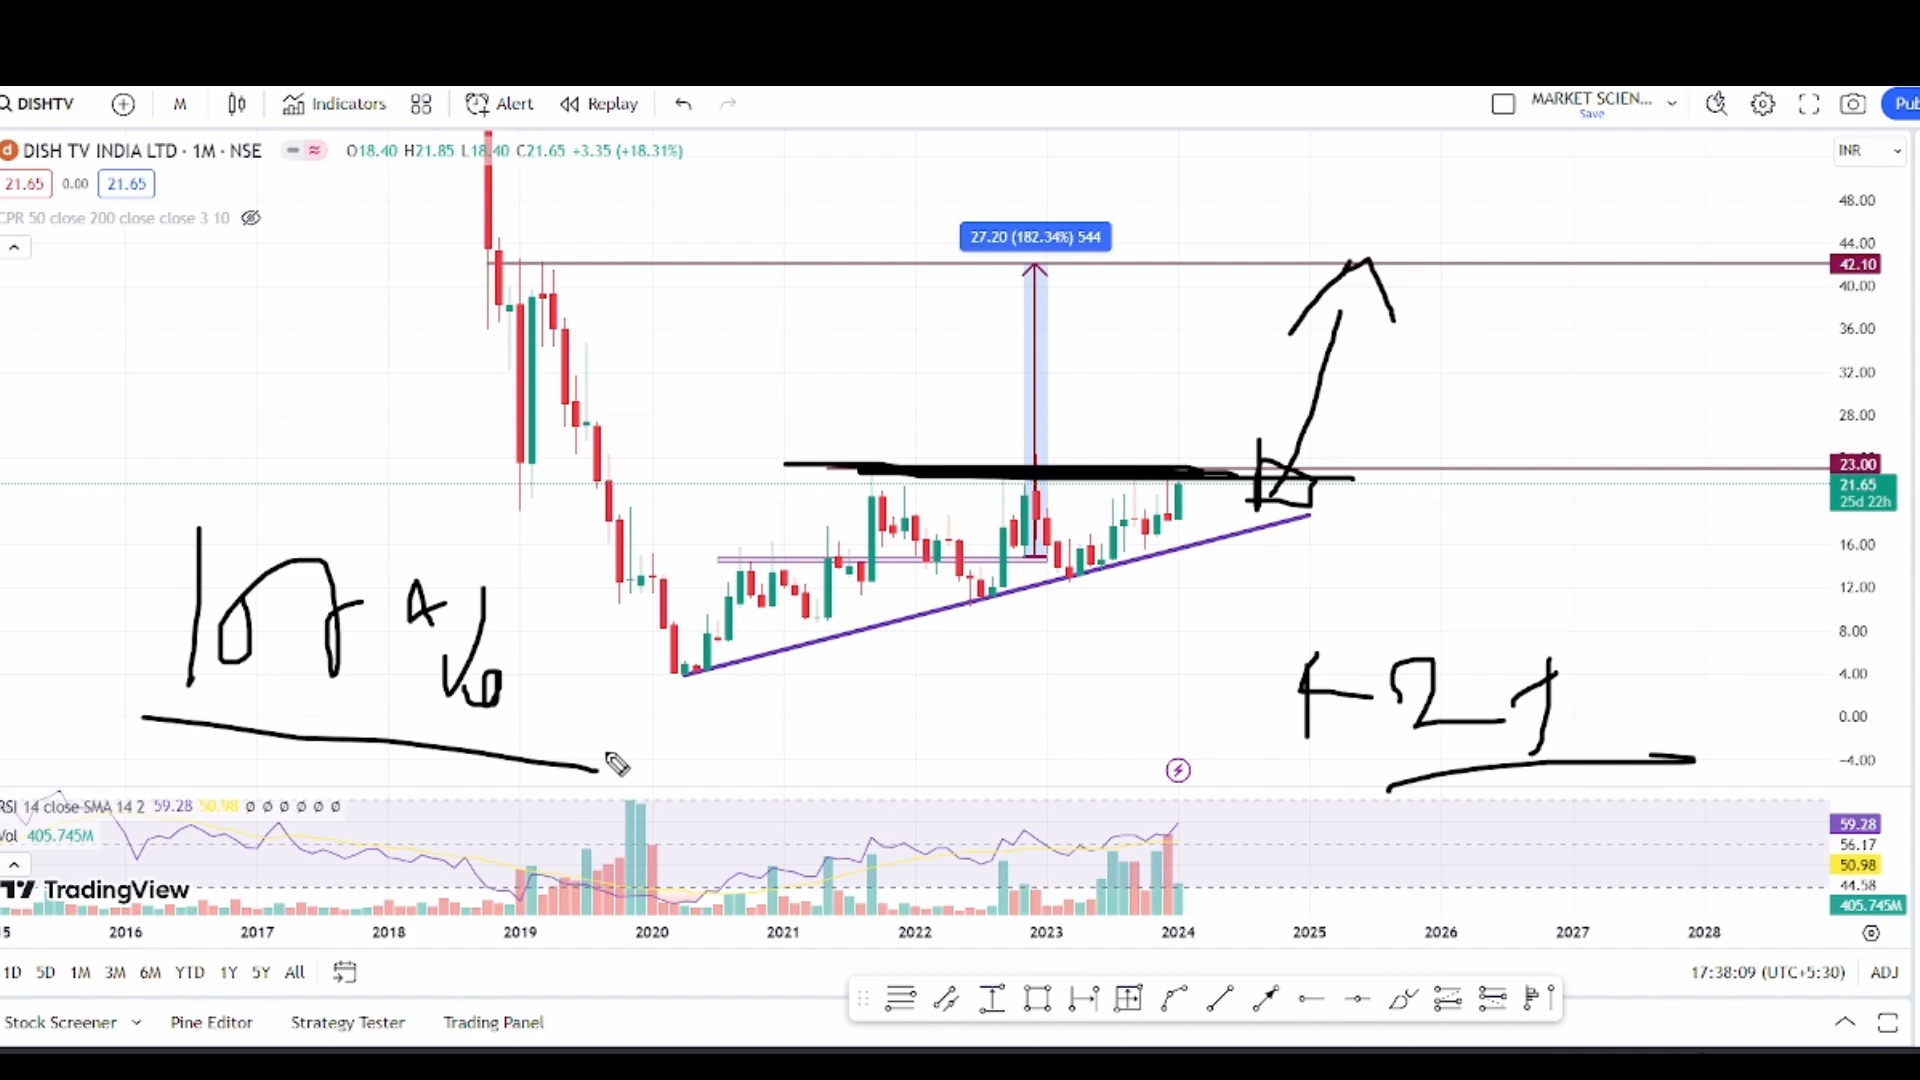 DISHTV M Indicators Alert Replay MARKET SCIEN... Save Pub
DISH TV INDIA LTD · 1M · NSE O18.40 H21.85 L18.40 C21.65 +3.35 (+18.31%) INR
21.65 0.00 21.65
CPR 50 close 200 close close 3 10
27.20 (182.34%) 544
48.00
44.00
42.10
40.00
36.00
32.00
28.00
23.00
21.65
25d 22h
16.00
12.00
8.00
4.00
0.00
-4.00
RSI 14 close SMA 14 2 59.28 50.98 ø ø ø ø ø ø
Vol 405.745M
59.28
56.17
50.98
44.58
405.745M
TradingView
15 2016 2017 2018 2019 2020 2021 2022 2023 2024 2025 2026 2027 2028
1D 5D 1M 3M 6M YTD 1Y 5Y All 17:38:09 (UTC+5:30) ADJ
Stock Screener Pine Editor Strategy Tester Trading Panel